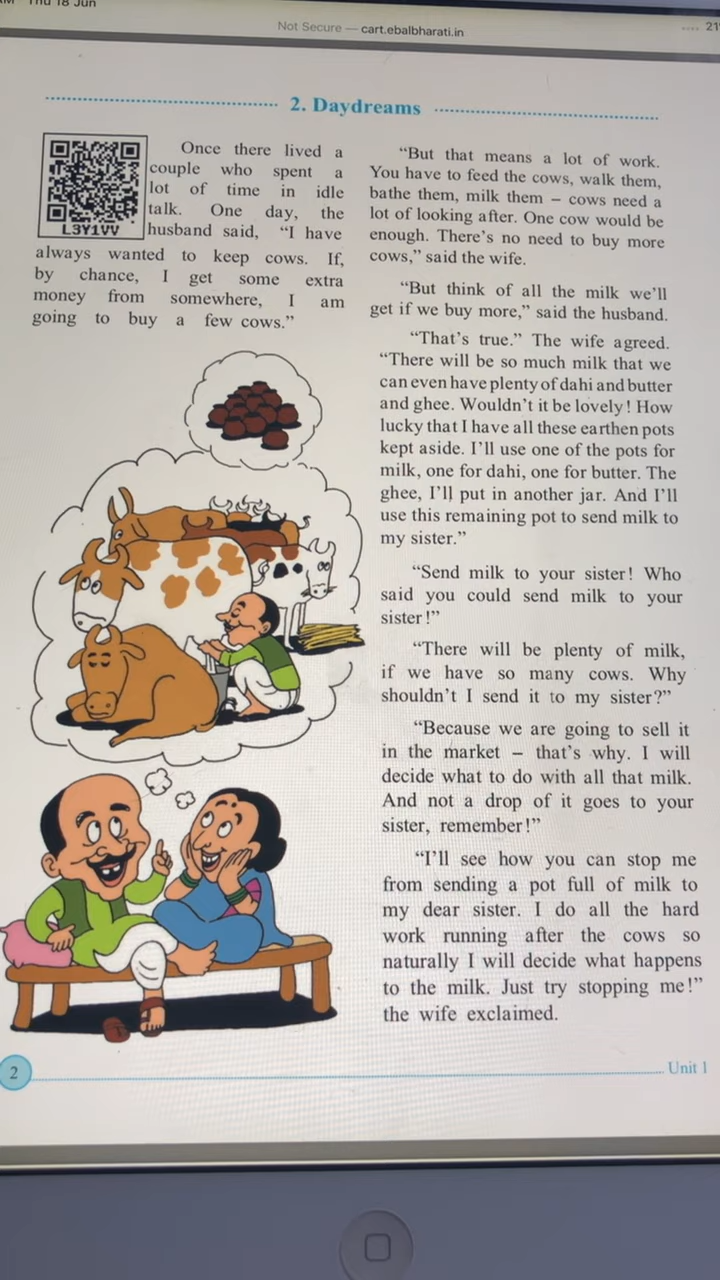 Thu 18 Jun
Not Secure — cart.ebalbharati.in
21
2. Daydreams
L3Y1VV
Once there lived a
couple who spent a
lot of time in idle
talk. One day, the
husband said, “I have
always wanted to keep cows. If,
by chance, I get some extra
money from somewhere, I am
going to buy a few cows.”
“But that means a lot of work.
You have to feed the cows, walk them,
bathe them, milk them – cows need a
lot of looking after. One cow would be
enough. There’s no need to buy more
cows,” said the wife.
“But think of all the milk we’ll
get if we buy more,” said the husband.
“That’s true.” The wife agreed.
“There will be so much milk that we
can even have plenty of dahi and butter
and ghee. Wouldn’t it be lovely! How
lucky that I have all these earthen pots
kept aside. I’ll use one of the pots for
milk, one for dahi, one for butter. The
ghee, I’ll put in another jar. And I’ll
use this remaining pot to send milk to
my sister.”
“Send milk to your sister! Who
said you could send milk to your
sister!”
“There will be plenty of milk,
if we have so many cows. Why
shouldn’t I send it to my sister?”
“Because we are going to sell it
in the market – that’s why. I will
decide what to do with all that milk.
And not a drop of it goes to your
sister, remember!”
“I’ll see how you can stop me
from sending a pot full of milk to
my dear sister. I do all the hard
work running after the cows so
naturally I will decide what happens
to the milk. Just try stopping me!”
the wife exclaimed.
2
Unit 1